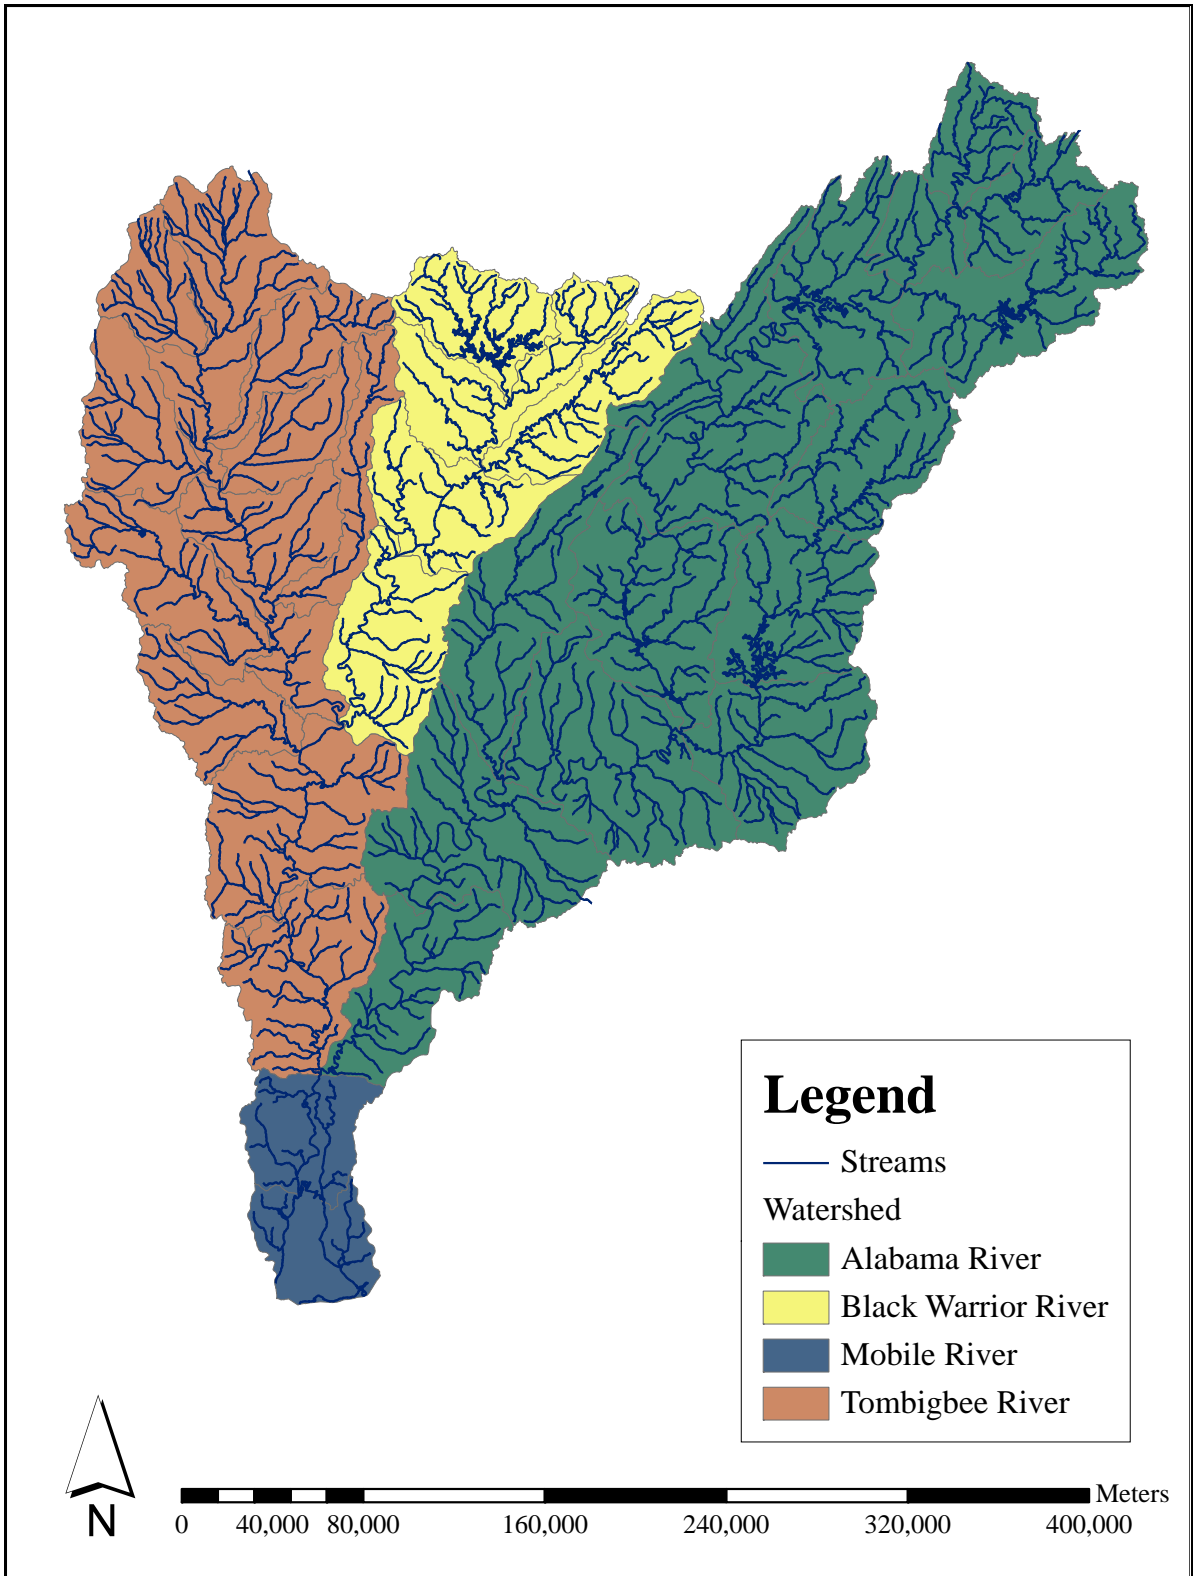 Legend
Streams
Watershed
Alabama River
Black Warrior River
Mobile River
Tombigbee River
N
Meters
0 40,000 80,000 160,000 240,000 320,000 400,000